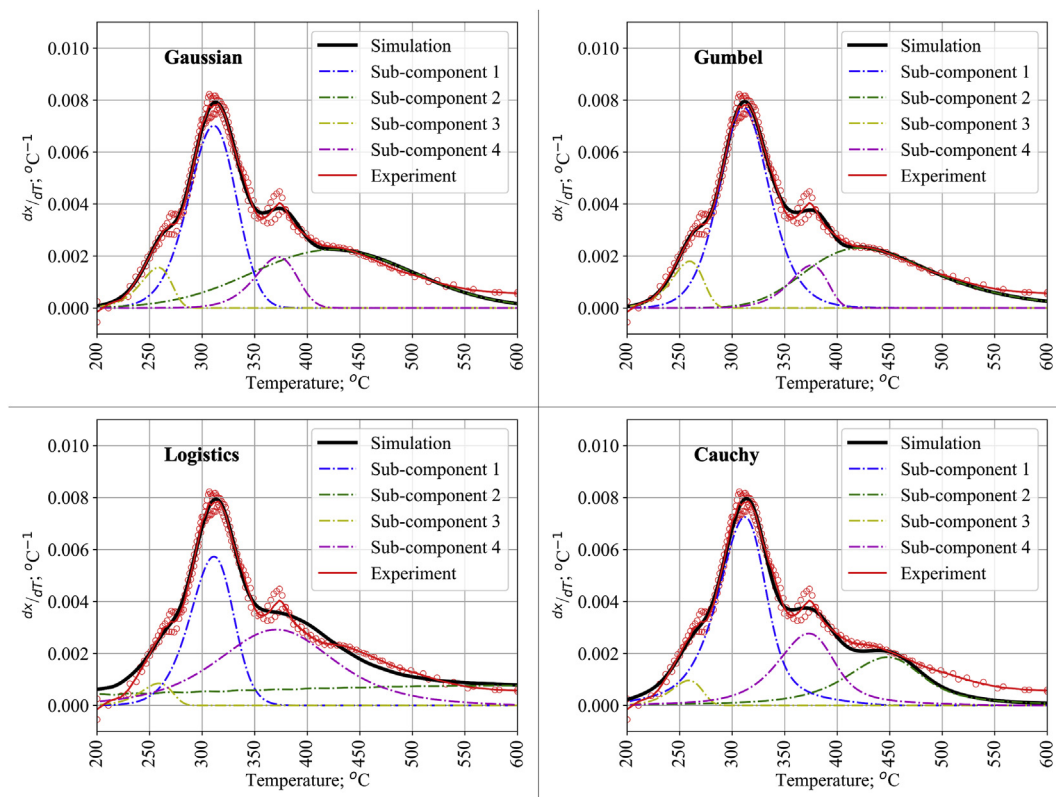 Gaussian
Simulation
Sub-component 1
Sub-component 2
Sub-component 3
Sub-component 4
Experiment
0.010
0.008
0.006
0.004
0.002
0.000
dx/dT; °C⁻¹
200 250 300 350 400 450 500 550 600
Temperature; °C
Gumbel
Simulation
Sub-component 1
Sub-component 2
Sub-component 3
Sub-component 4
Experiment
0.010
0.008
0.006
0.004
0.002
0.000
dx/dT; °C⁻¹
200 250 300 350 400 450 500 550 600
Temperature; °C
Logistics
Simulation
Sub-component 1
Sub-component 2
Sub-component 3
Sub-component 4
Experiment
0.010
0.008
0.006
0.004
0.002
0.000
dx/dT; °C⁻¹
200 250 300 350 400 450 500 550 600
Temperature; °C
Cauchy
Simulation
Sub-component 1
Sub-component 2
Sub-component 3
Sub-component 4
Experiment
0.010
0.008
0.006
0.004
0.002
0.000
dx/dT; °C⁻¹
200 250 300 350 400 450 500 550 600
Temperature; °C